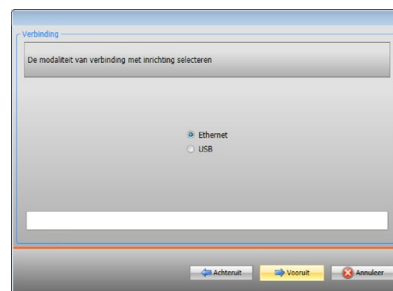 Verbinding
De modaliteit van verbinding met inrichting selecteren
Ethernet
USB
Achteruit Vooruit Annuleer